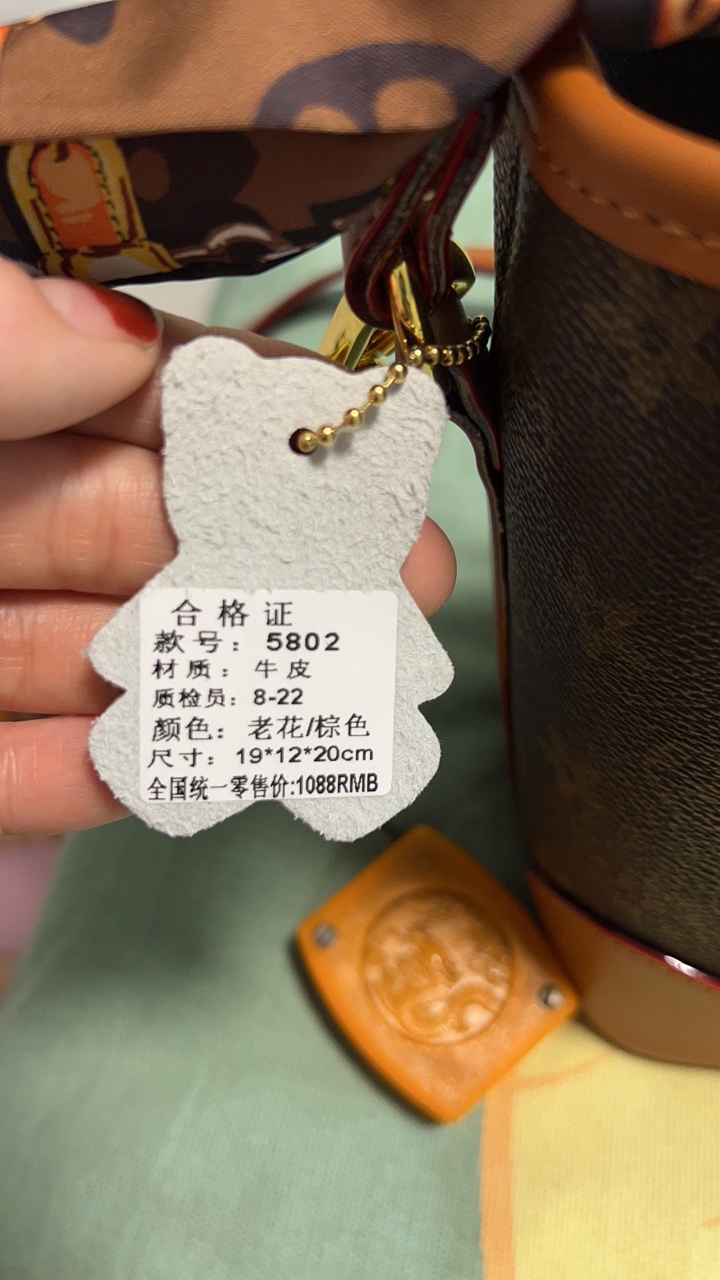 合格证
款号：5802
材质：牛皮
质检员：8-22
颜色：老花/棕色
尺寸：19*12*20cm
全国统一零售价:1088RMB